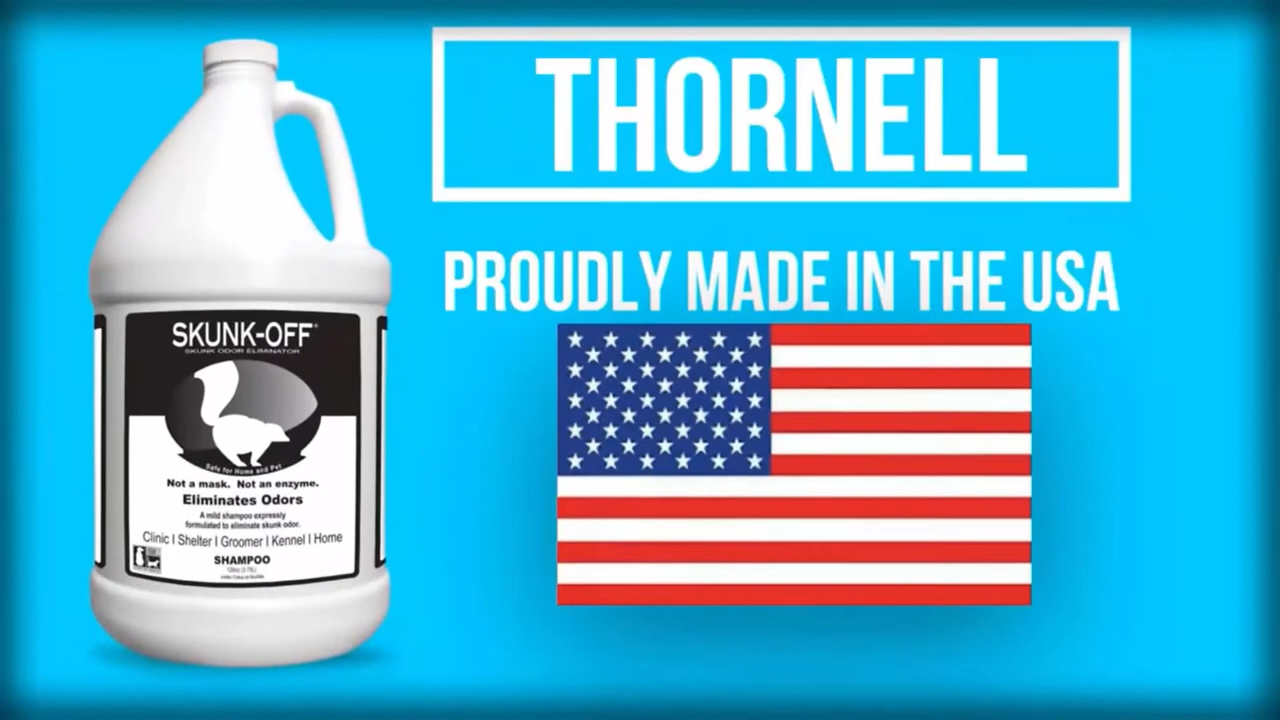 THORNELL
PROUDLY MADE IN THE USA
SKUNK-OFF®
SKUNK ODOR ELIMINATOR
Safe for Home and Pet
Not a mask. Not an enzyme.
Eliminates Odors
A mild shampoo expressly
formulated to eliminate skunk odor.
Clinic | Shelter | Groomer | Kennel | Home
SHAMPOO